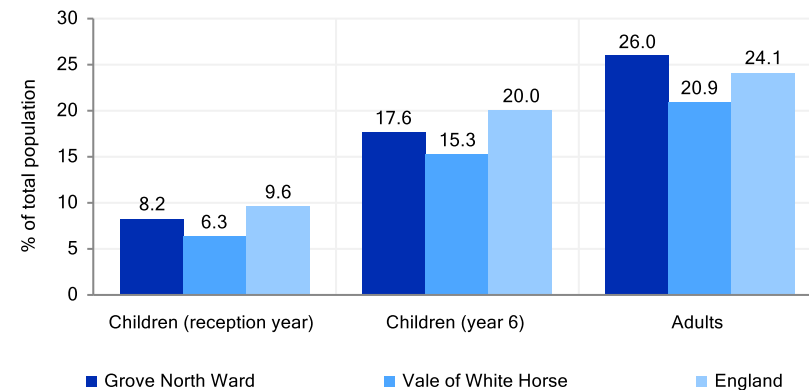 % of total population
30
25
20
15
10
5
0
8.2
6.3
9.6
17.6
15.3
20.0
26.0
20.9
24.1
Children (reception year)
Children (year 6)
Adults
Grove North Ward
Vale of White Horse
England